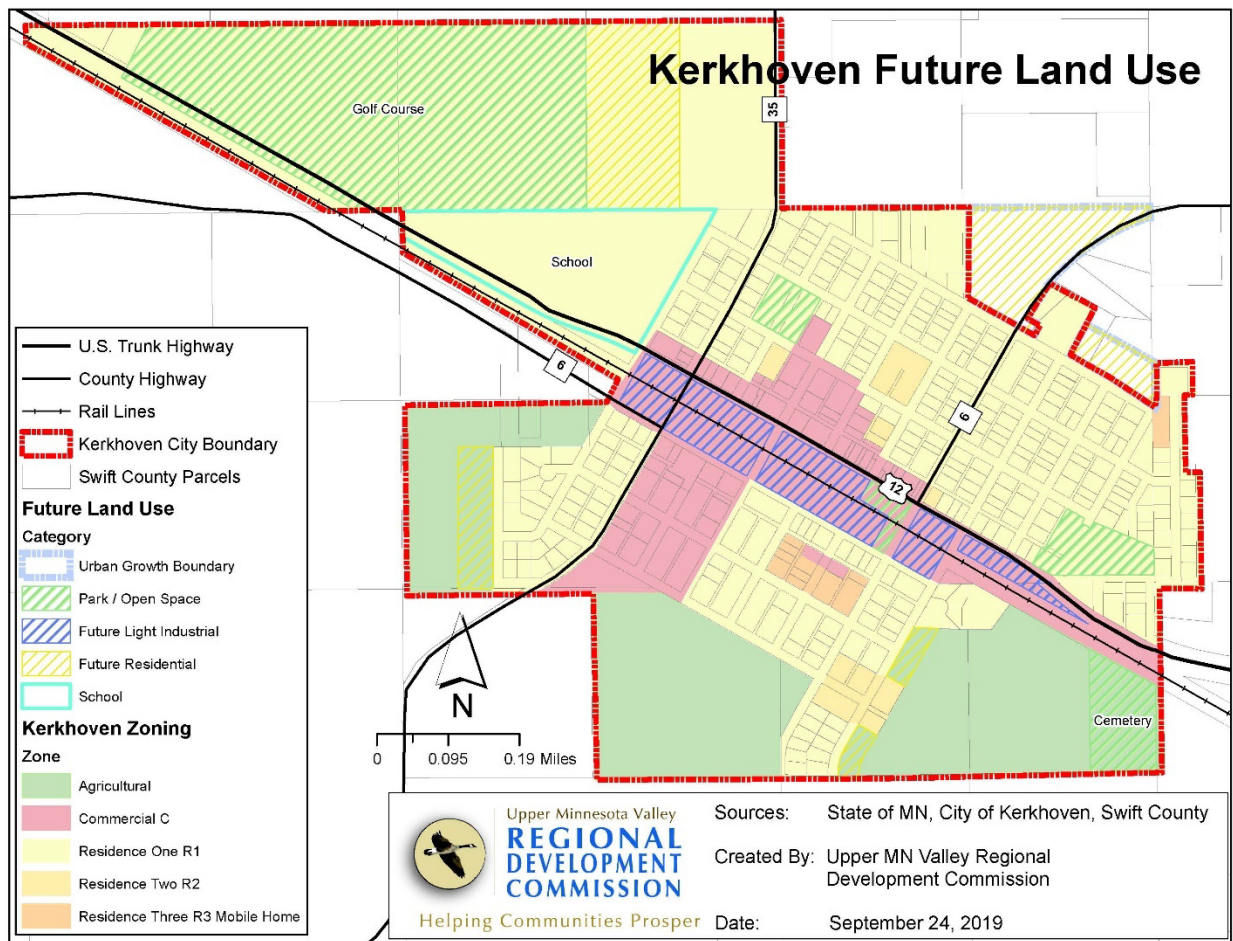 Kerkhoven Future Land Use
35
Golf Course
School
6
6
12
Cemetery
U.S. Trunk Highway
County Highway
Rail Lines
Kerkhoven City Boundary
Swift County Parcels
Future Land Use
Category
Urban Growth Boundary
Park / Open Space
Future Light Industrial
Future Residential
School
Kerkhoven Zoning
Zone
Agricultural
Commercial C
Residence One R1
Residence Two R2
Residence Three R3 Mobile Home
N
0 0.095 0.19 Miles
Upper Minnesota Valley
REGIONAL
DEVELOPMENT
COMMISSION
Helping Communities Prosper
Sources: State of MN, City of Kerkhoven, Swift County
Created By: Upper MN Valley Regional
Development Commission
Date: September 24, 2019